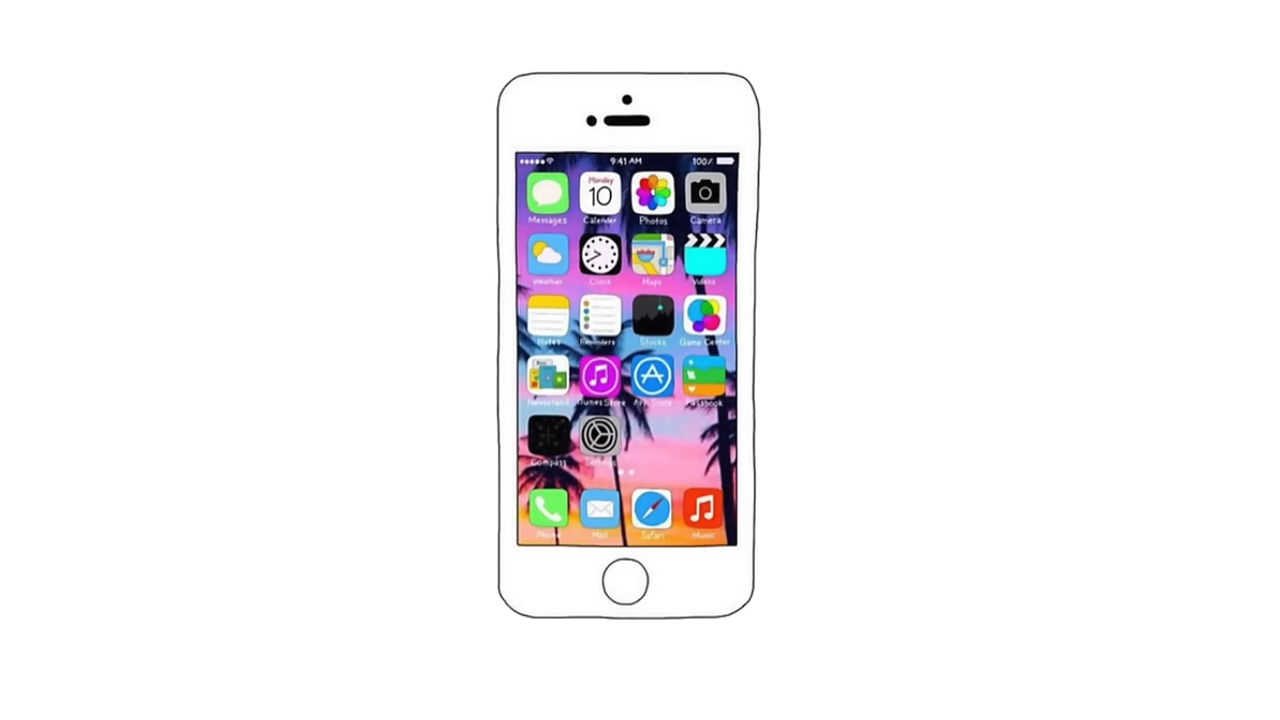 9:41 AM 100%
Monday
10
Messages Calender Photos Camera
Weather Clock Maps Videos
Notes Reminders Stocks Game Center
Newsstand iTunes Store App Store Passbook
Compass Settings
Phone Mail Safari Music